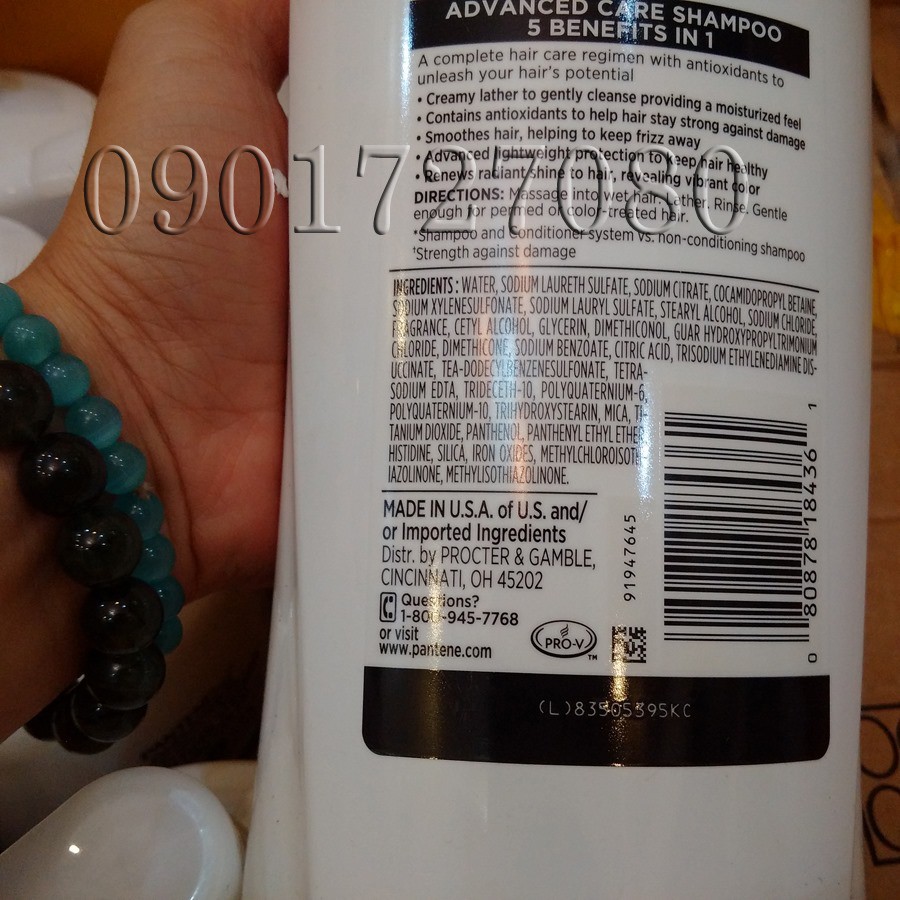 ADVANCED CARE SHAMPOO
5 BENEFITS IN 1
A complete hair care regimen with antioxidants to
unleash your hair's potential
• Creamy lather to gently cleanse providing a moisturized feel
• Contains antioxidants to help hair stay strong against damage
• Smoothes hair, helping to keep frizz away
• Advanced lightweight protection to keep hair healthy
• Renews radiant shine to hair, revealing vibrant color
0901727080
DIRECTIONS: Massage into wet hair. Lather. Rinse. Gentle
enough for permed or color-treated hair.
*Shampoo and Conditioner system vs. non-conditioning shampoo
†Strength against damage
INGREDIENTS: WATER, SODIUM LAURETH SULFATE, SODIUM CITRATE, COCAMIDOPROPYL BETAINE,
SODIUM XYLENESULFONATE, SODIUM LAURYL SULFATE, STEARYL ALCOHOL, SODIUM CHLORIDE,
FRAGRANCE, CETYL ALCOHOL, GLYCERIN, DIMETHICONOL, GUAR HYDROXYPROPYLTRIMONIUM
CHLORIDE, DIMETHICONE, SODIUM BENZOATE, CITRIC ACID, TRISODIUM ETHYLENEDIAMINE DIS-
UCCINATE, TEA-DODECYLBENZENESULFONATE, TETRA-
SODIUM EDTA, TRIDECETH-10, POLYQUATERNIUM-6,
POLYQUATERNIUM-10, TRIHYDROXYSTEARIN, MICA, TI-
TANIUM DIOXIDE, PANTHENOL, PANTHENYL ETHYL ETHER,
HISTIDINE, SILICA, IRON OXIDES, METHYLCHLOROISOTH-
IAZOLINONE, METHYLISOTHIAZOLINONE.
MADE IN U.S.A. of U.S. and/
or Imported Ingredients
Distr. by PROCTER & GAMBLE,
CINCINNATI, OH 45202
Questions?
1-800-945-7768
or visit
www.pantene.com
PRO-V™
91947645
0 80878 18436 1
(L)83505395KC